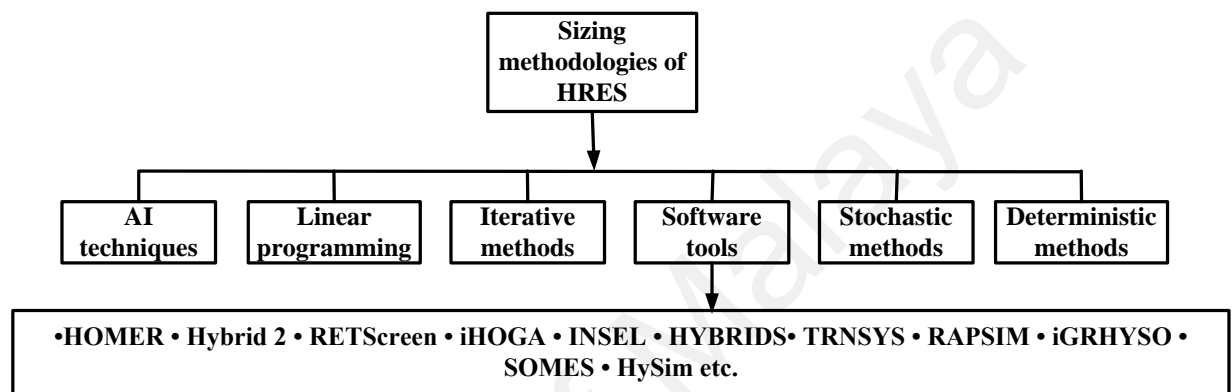 Sizing
methodologies of
HRES
AI
techniques
Linear
programming
Iterative
methods
Software
tools
Stochastic
methods
Deterministic
methods
•HOMER • Hybrid 2 • RETScreen • iHOGA • INSEL • HYBRIDS• TRNSYS • RAPSIM • iGRHYSO •
SOMES • HySim etc.
Malaya